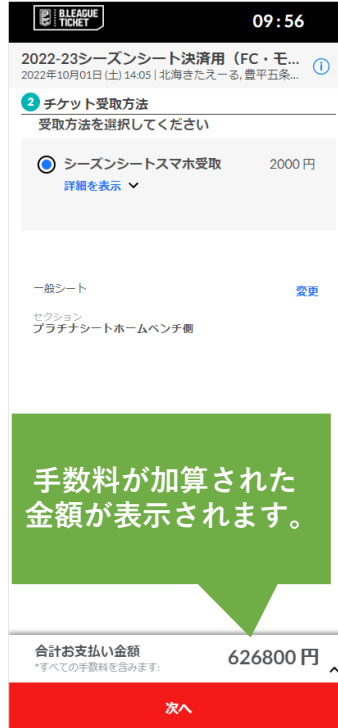 B.LEAGUE
TICKET
09:56
2022-23シーズンシート決済用（FC・モ...
2022年10月01日 (土) 14:05 | 北海きたえーる, 豊平五条...
2 チケット受取方法
受取方法を選択してください
シーズンシートスマホ受取 2000 円
詳細を表示
一般シート 変更
セクション
プラチナシートホームベンチ側
手数料が加算された
金額が表示されます。
合計お支払い金額 626800 円
*すべての手数料を含みます:
次へ